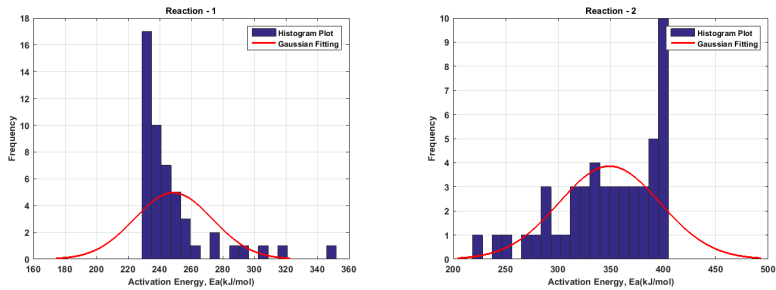 Reaction - 1
18
16
14
12
10
8
6
4
2
0
Frequency
Histogram Plot
Gaussian Fitting
160 180 200 220 240 260 280 300 320 340 360
Activation Energy, Ea(kJ/mol)
Reaction - 2
10
9
8
7
6
5
4
3
2
1
0
Frequency
Histogram Plot
Gaussian Fitting
200 250 300 350 400 450 500
Activation Energy, Ea(kJ/mol)